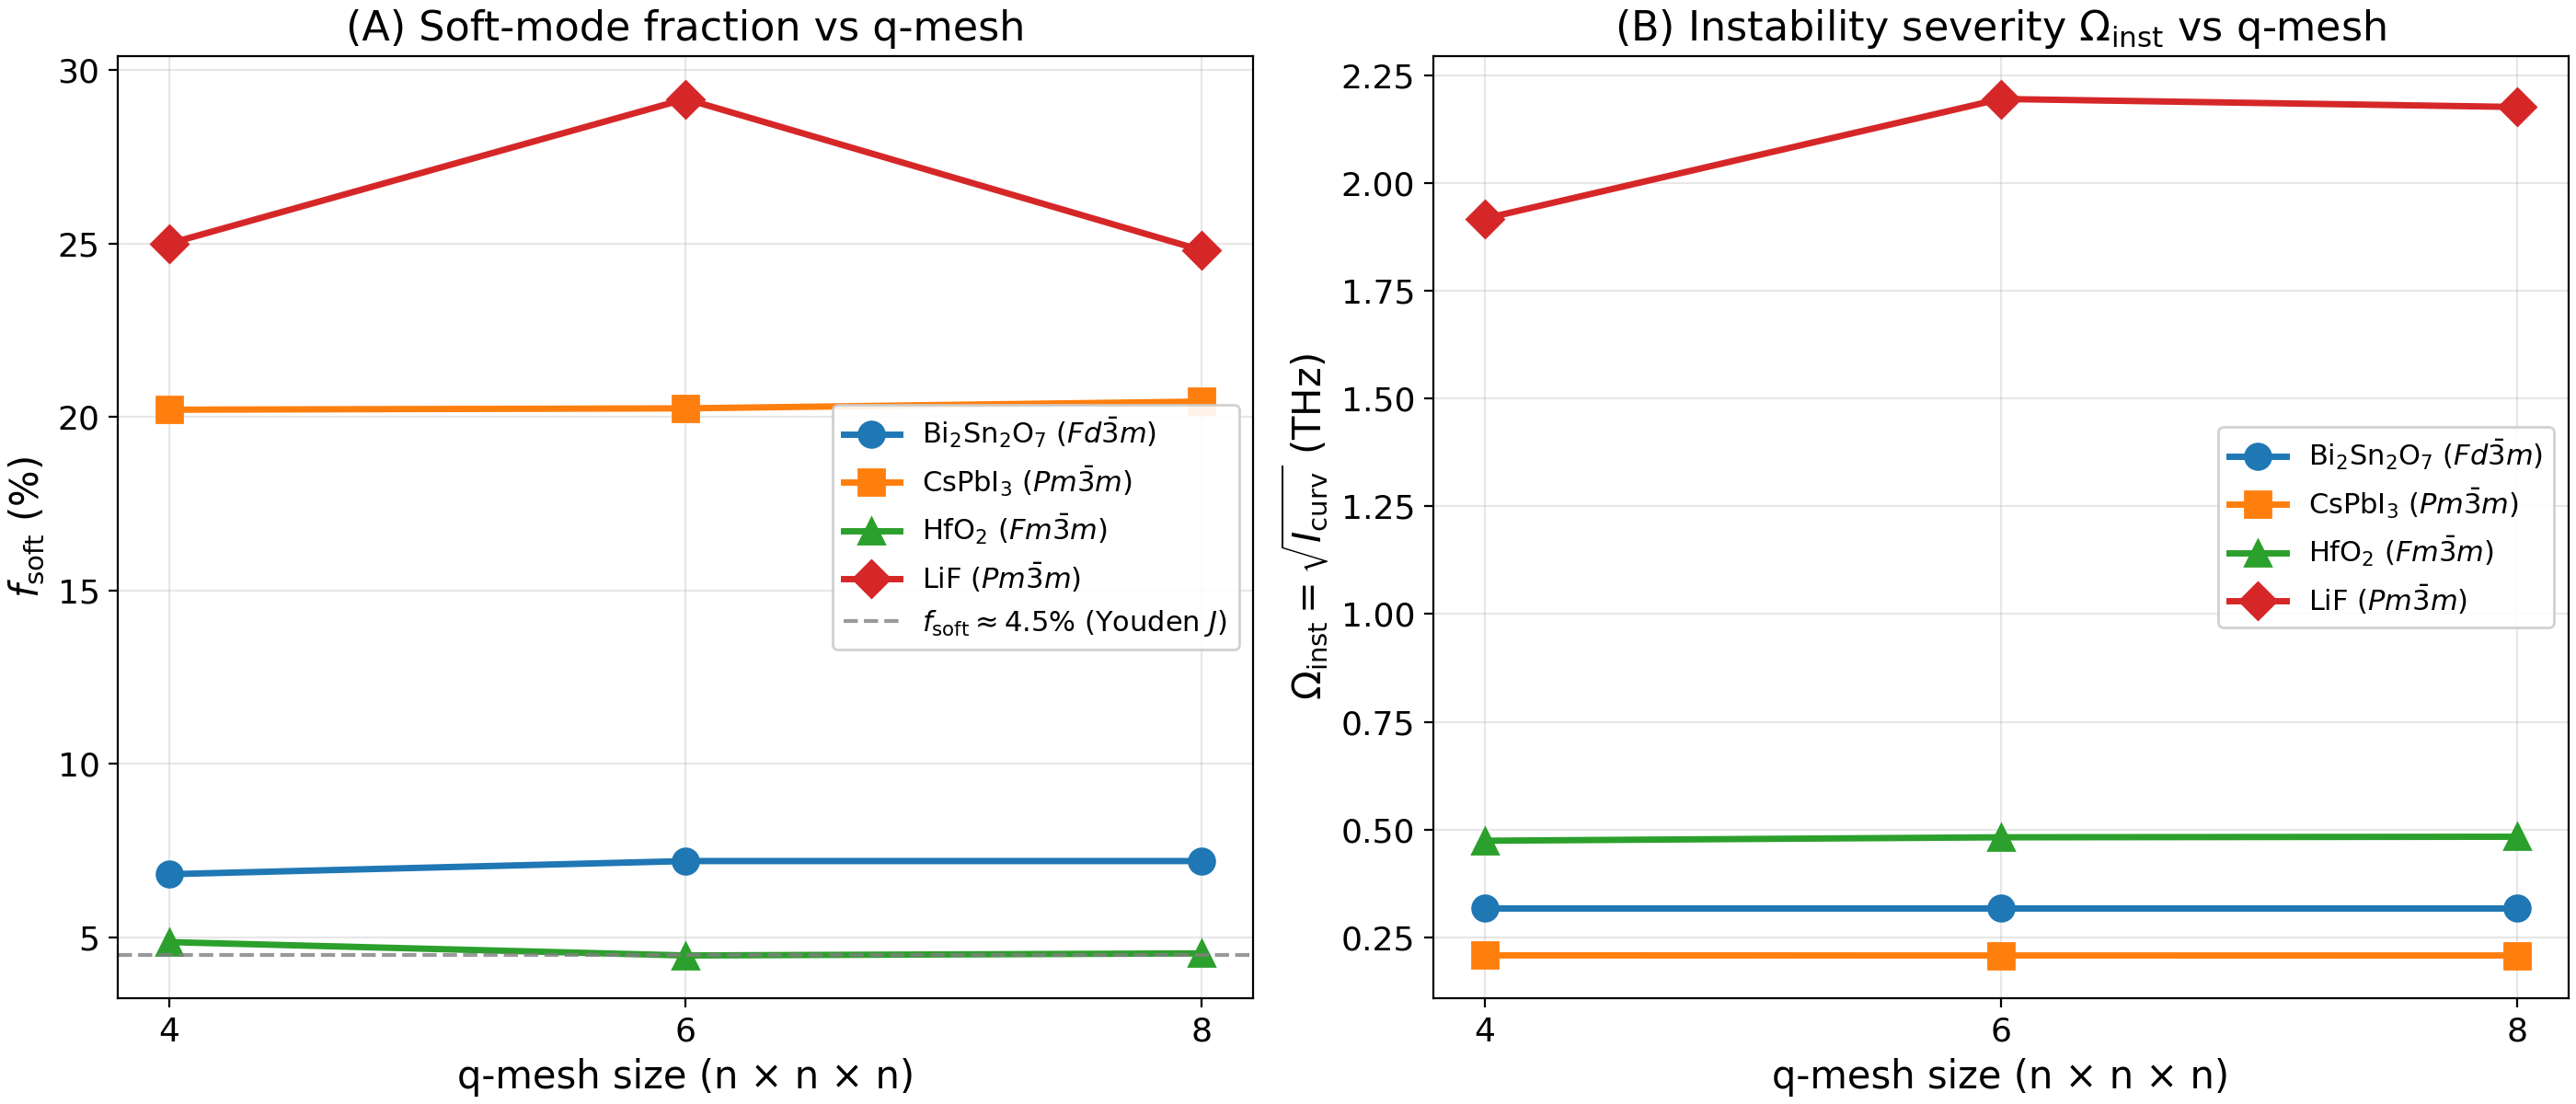 (A) Soft-mode fraction vs q-mesh
30
25
20
15
10
5
f_soft (%)
4 6 8
q-mesh size (n × n × n)
Bi₂Sn₂O₇ (Fd3̄m)
CsPbI₃ (Pm3̄m)
HfO₂ (Fm3̄m)
LiF (Pm3̄m)
f_soft ≈ 4.5% (Youden J)
(B) Instability severity Ω_inst vs q-mesh
2.25
2.00
1.75
1.50
1.25
1.00
0.75
0.50
0.25
Ω_inst = √I_curv (THz)
4 6 8
q-mesh size (n × n × n)
Bi₂Sn₂O₇ (Fd3̄m)
CsPbI₃ (Pm3̄m)
HfO₂ (Fm3̄m)
LiF (Pm3̄m)